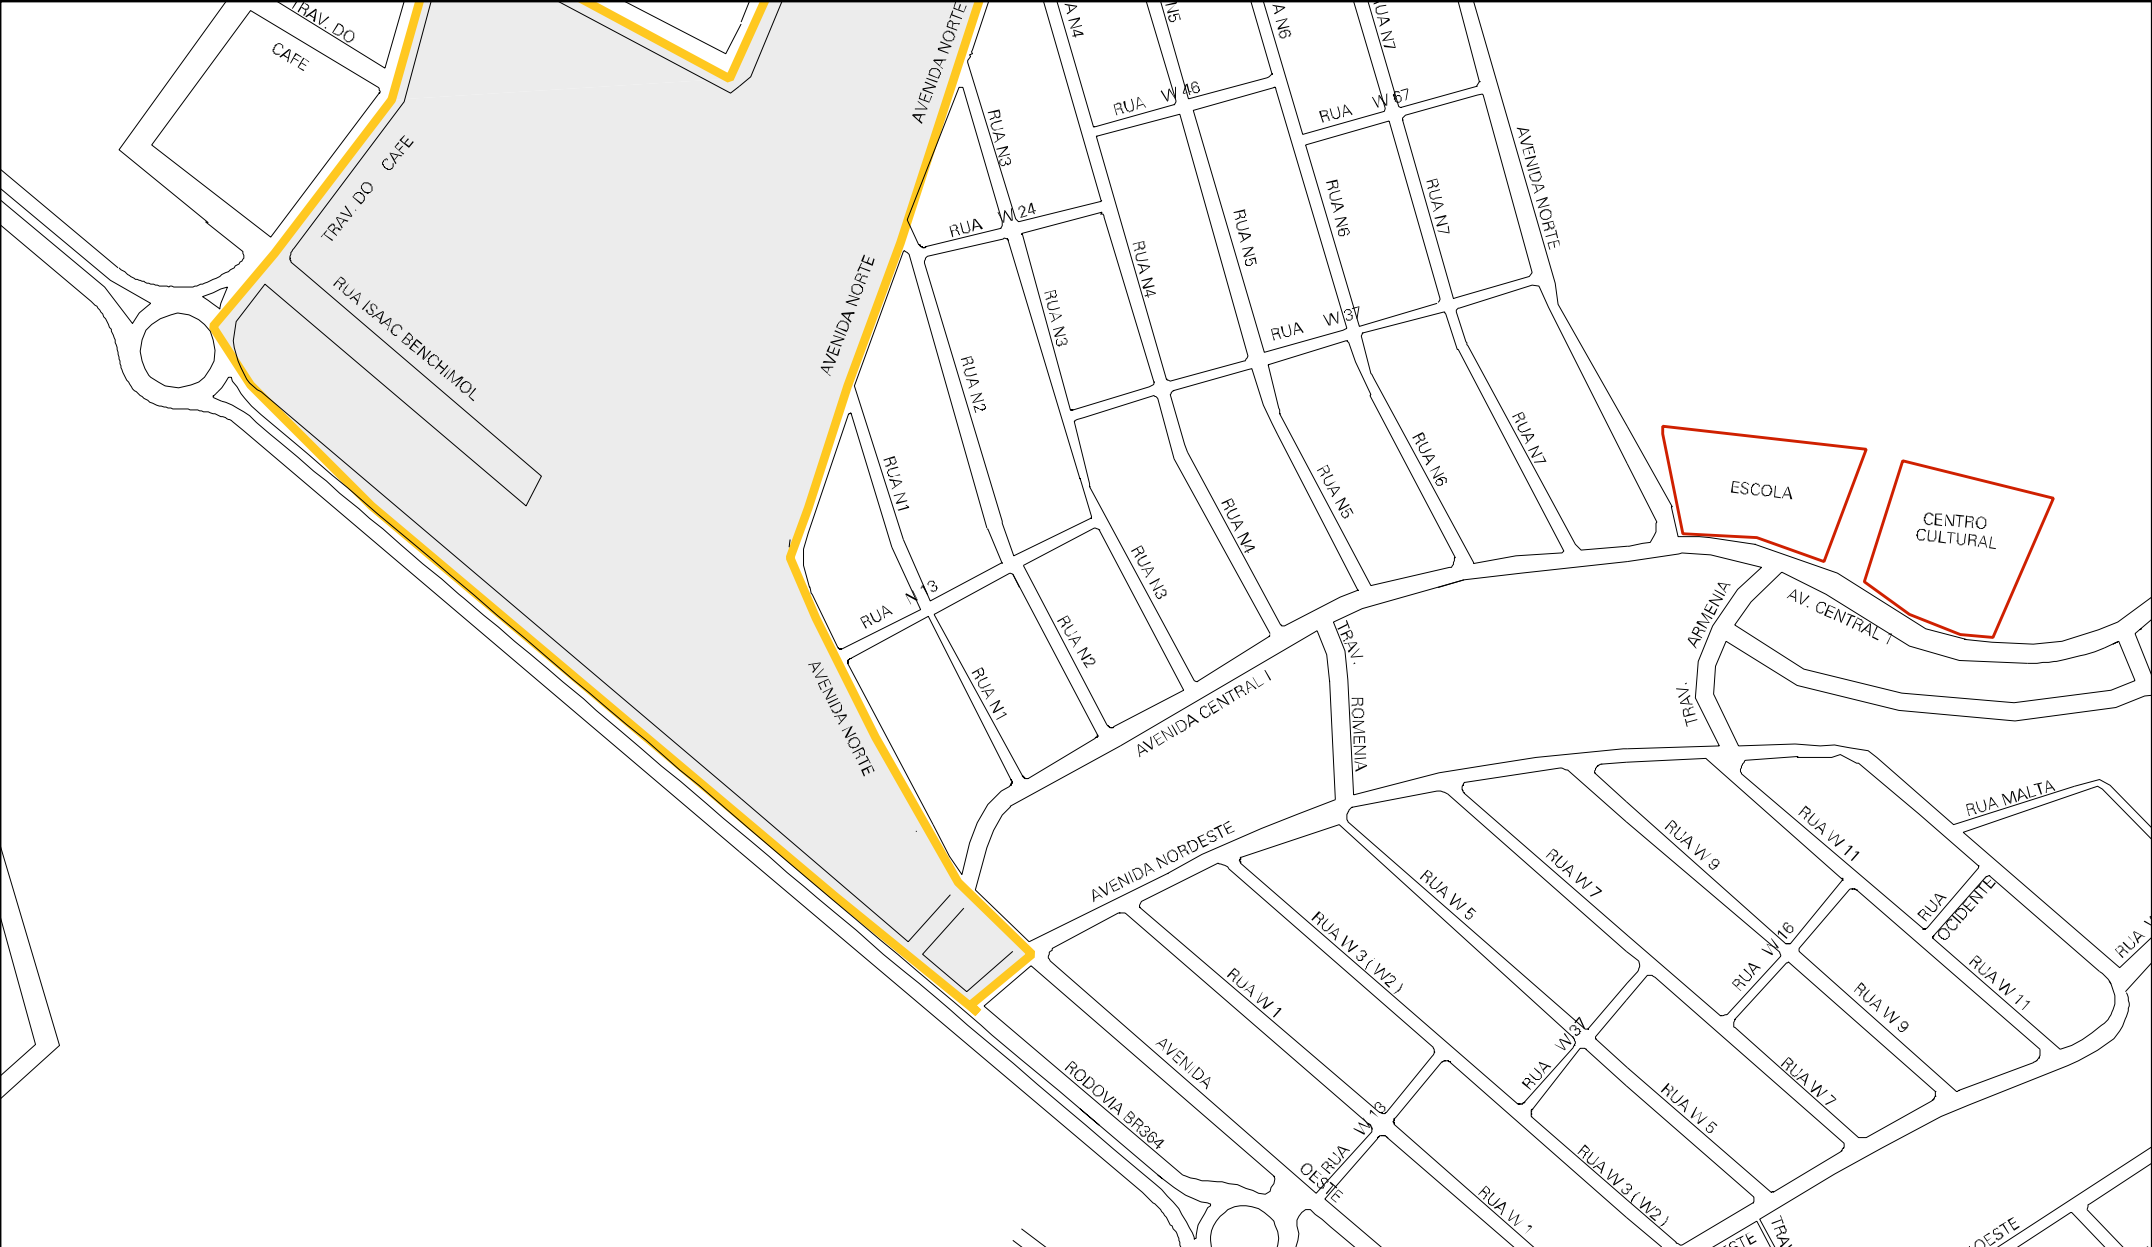 TRAV. DO
CAFE
AVENIDA NORTE
A N4
N5
A N6
UA N7
RUA W 46
RUA W 67
RUA N3
TRAV. DO CAFE
AVENIDA NORTE
RUA W 24
RUA N4
RUA N5
RUA N6
RUA N7
AVENIDA NORTE
RUA ISAAC BENCHiMOL
RUA N3
RUA W 37
RUA N2
RUA N1
RUA N4
RUA N5
RUA N6
RUA N7
ESCOLA
CENTRO
CULTURAL
RUA N 13
RUA N3
RUA N2
RUA N1
AVENIDA NORTE
AVENIDA CENTRAL I
TRAV. ROMENIA
TRAV. ARMENIA
AV. CENTRAL I
RUA MALTA
AVENIDA NORDESTE
RUA W 11
RUA W 9
RUA W 7
RUA W 5
RUA W 3 ( W2 )
RUA W 1
RUA OCIDENTE
RUA W 16
RUA W 11
RUA W 9
RUA W 7
RUA W 37
RUA W 5
RUA W 3 ( W2 )
RUA W 13
RUA W 1
AVENIDA OESTE
RODOVIA BR364
RUA
STE
TRA
OESTE